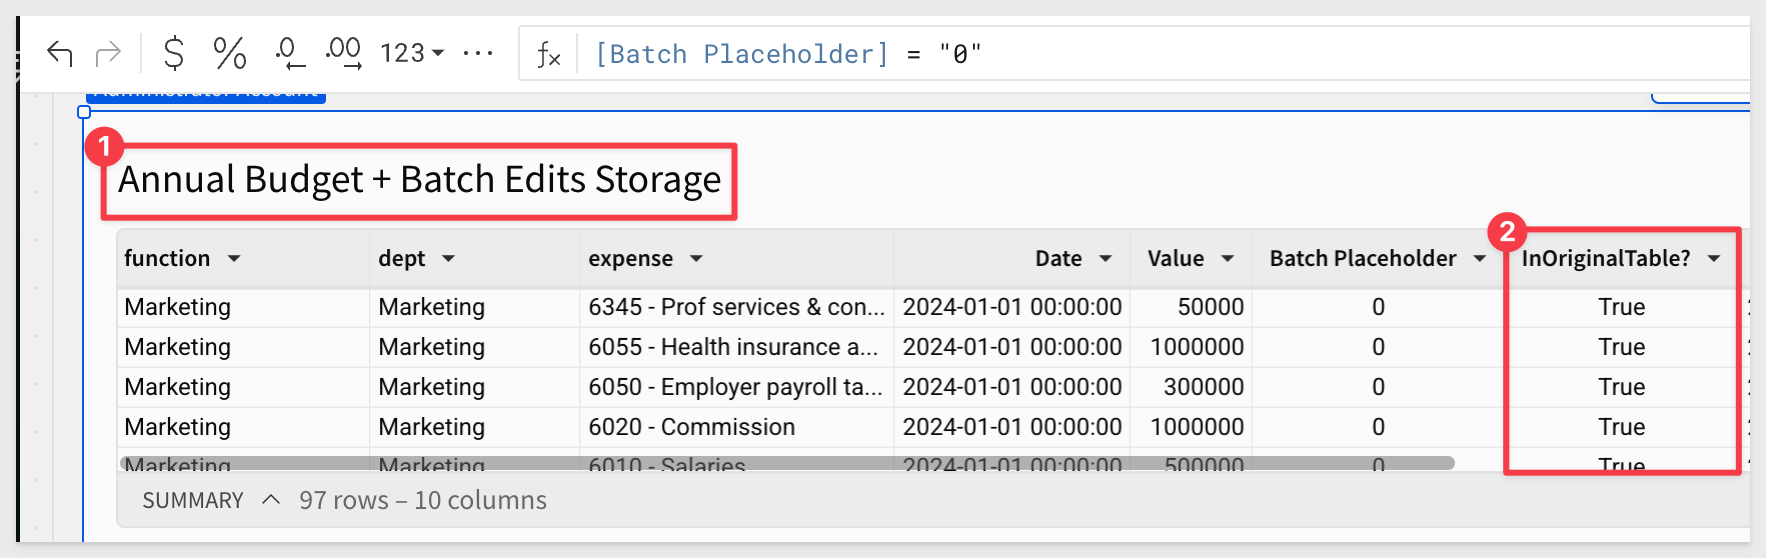 $ % .0 .00 123 ... fx [Batch Placeholder] = "0"
Administrator Account
1
Annual Budget + Batch Edits Storage
2
function dept expense Date Value Batch Placeholder InOriginalTable?
Marketing Marketing 6345 - Prof services & con... 2024-01-01 00:00:00 50000 0 True
Marketing Marketing 6055 - Health insurance a... 2024-01-01 00:00:00 1000000 0 True
Marketing Marketing 6050 - Employer payroll ta... 2024-01-01 00:00:00 300000 0 True
Marketing Marketing 6020 - Commission 2024-01-01 00:00:00 1000000 0 True
Marketing Marketing 6010 - Salaries 2024-01-01 00:00:00 500000 0 True
SUMMARY 97 rows – 10 columns